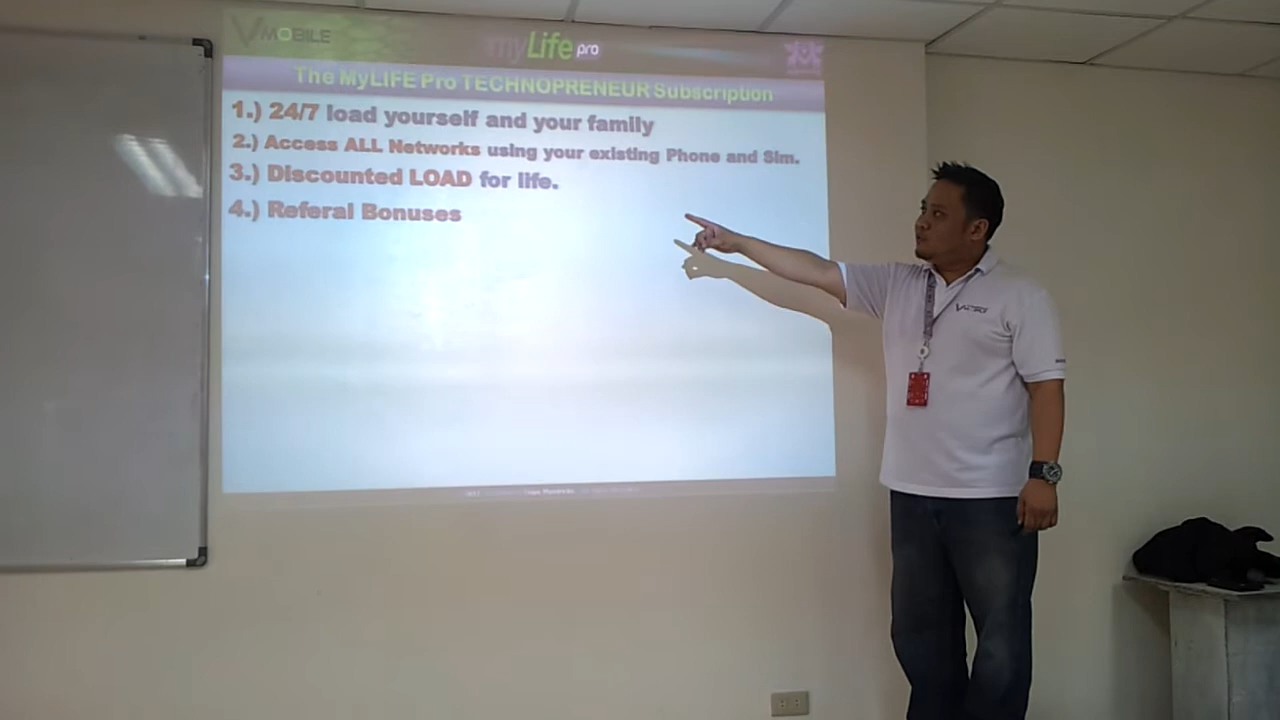 VMOBILE
myLife pro
The MyLIFE Pro TECHNOPRENEUR Subscription
1.) 24/7 load yourself and your family
2.) Access ALL Networks using your existing Phone and Sim.
3.) Discounted LOAD for life.
4.) Referal Bonuses